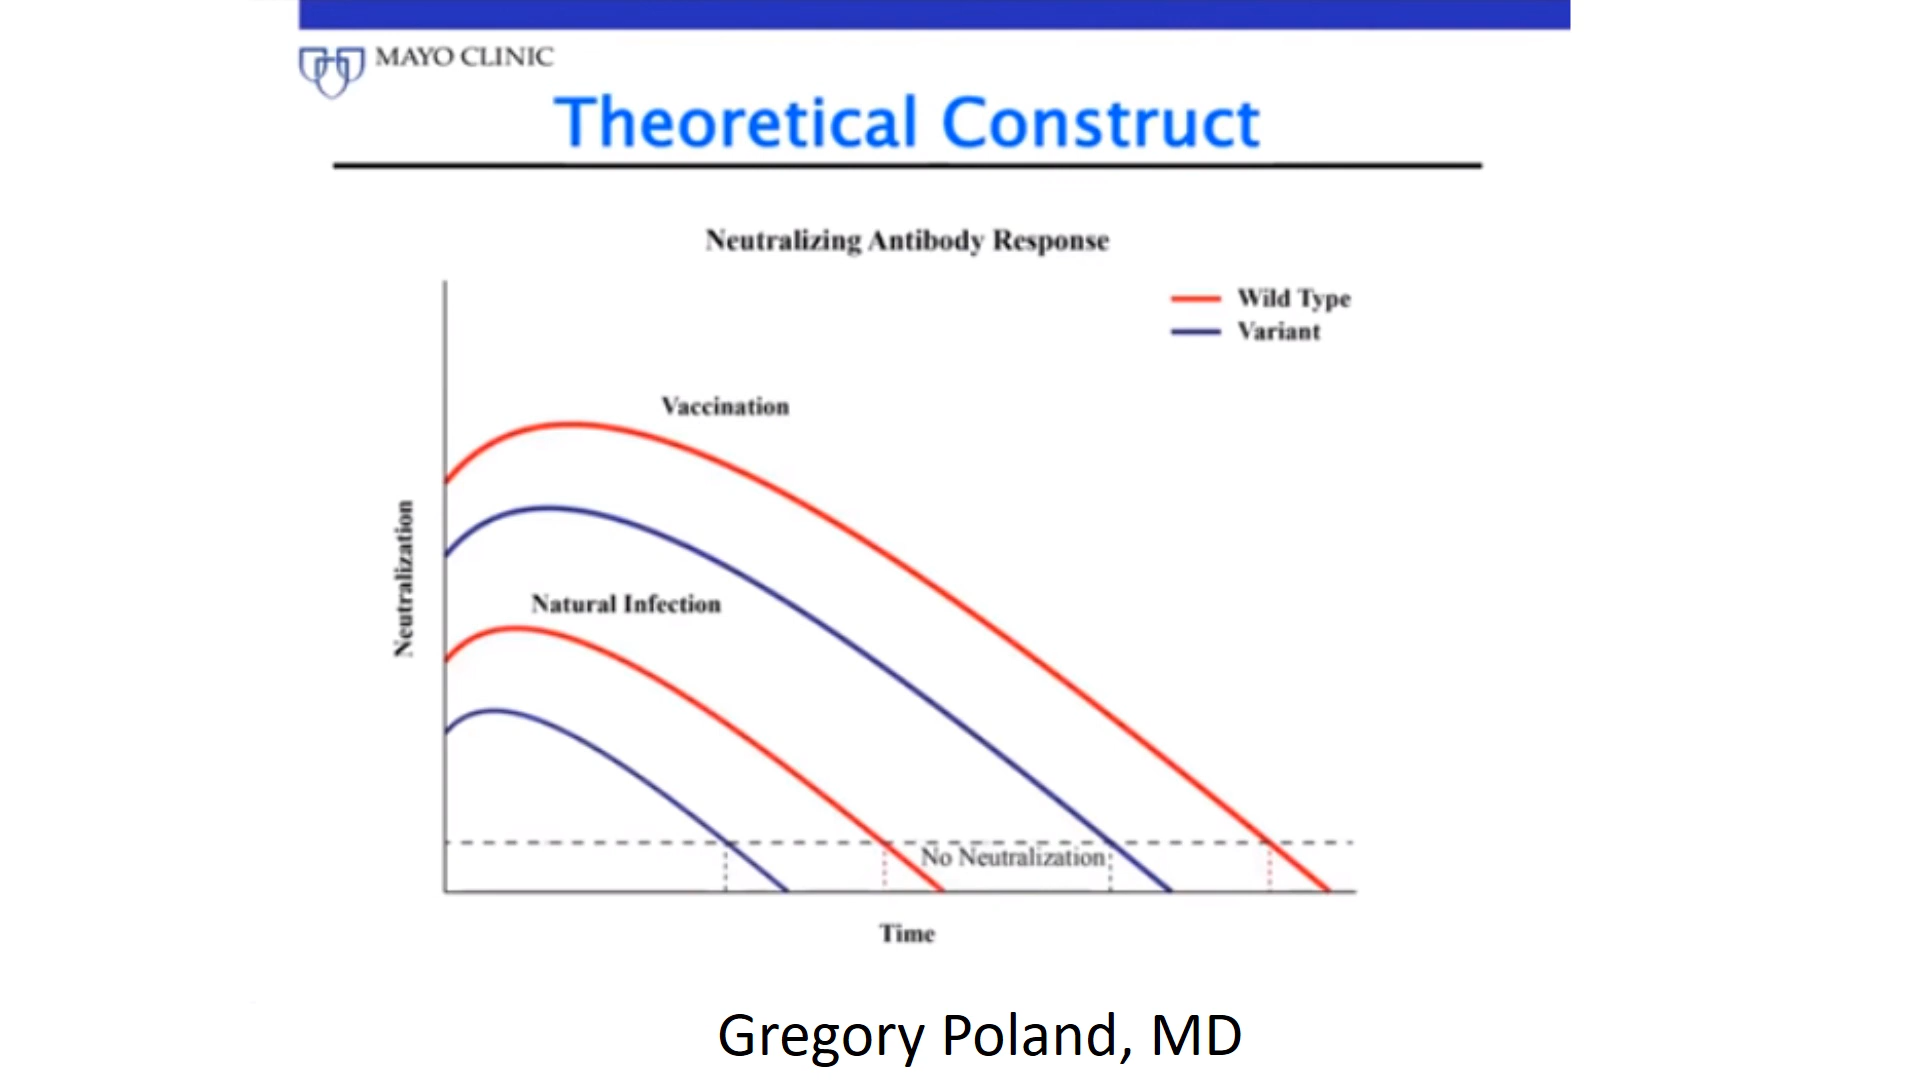 MAYO CLINIC
Theoretical Construct
Neutralizing Antibody Response
Wild Type
Variant
Vaccination
Neutralization
Natural Infection
No Neutralization
Time
Gregory Poland, MD